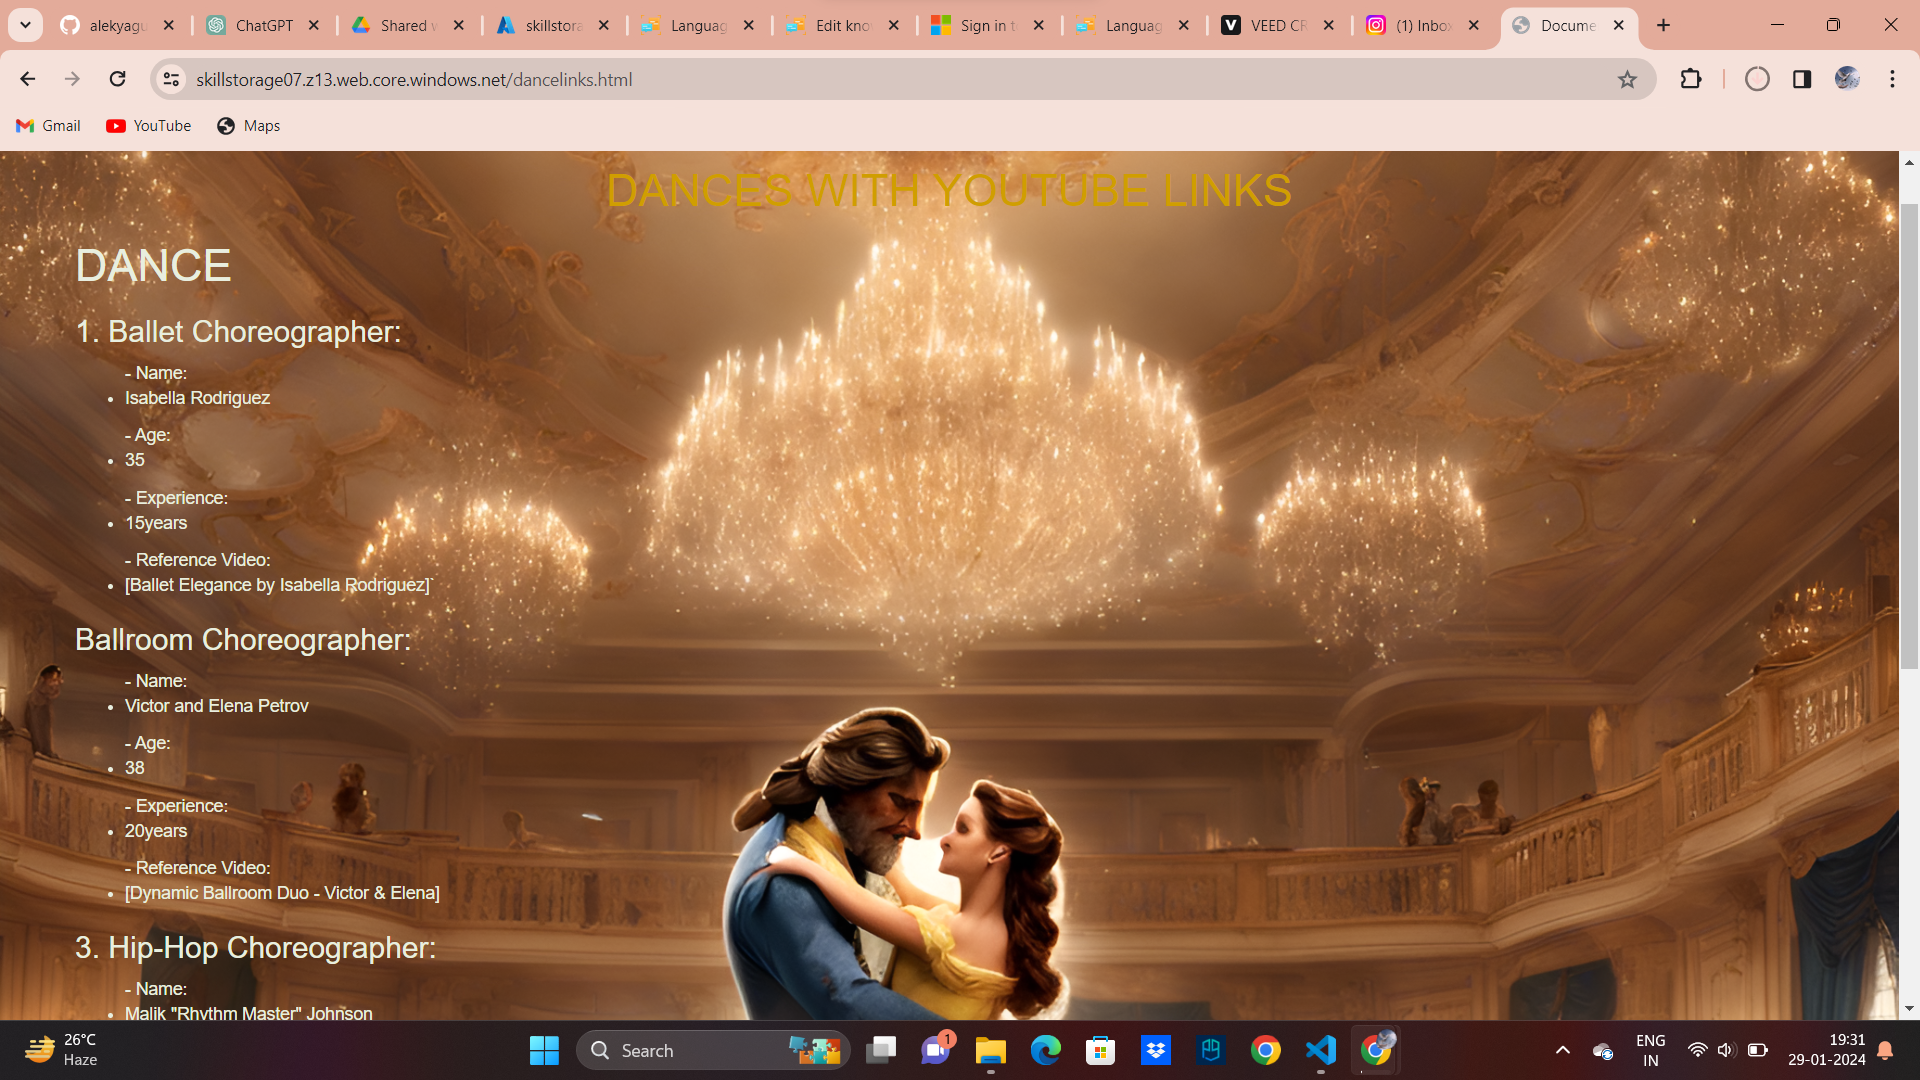 alekyagu
ChatGPT
Shared w
skillstora
Languag
Edit kno
Sign in t
Languag
VEED CR
(1) Inbo
Docume
skillstorage07.z13.web.core.windows.net/dancelinks.html
Gmail
YouTube
Maps
DANCES WITH YOUTUBE LINKS
DANCE
1. Ballet Choreographer:
- Name:
• Isabella Rodriguez
- Age:
• 35
- Experience:
• 15years
- Reference Video:
• [Ballet Elegance by Isabella Rodriguez]`
Ballroom Choreographer:
- Name:
• Victor and Elena Petrov
- Age:
• 38
- Experience:
• 20years
- Reference Video:
• [Dynamic Ballroom Duo - Victor & Elena]
3. Hip-Hop Choreographer:
- Name:
• Malik "Rhythm Master" Johnson
26°C
Haze
Search
1
ENG
IN
19:31
29-01-2024